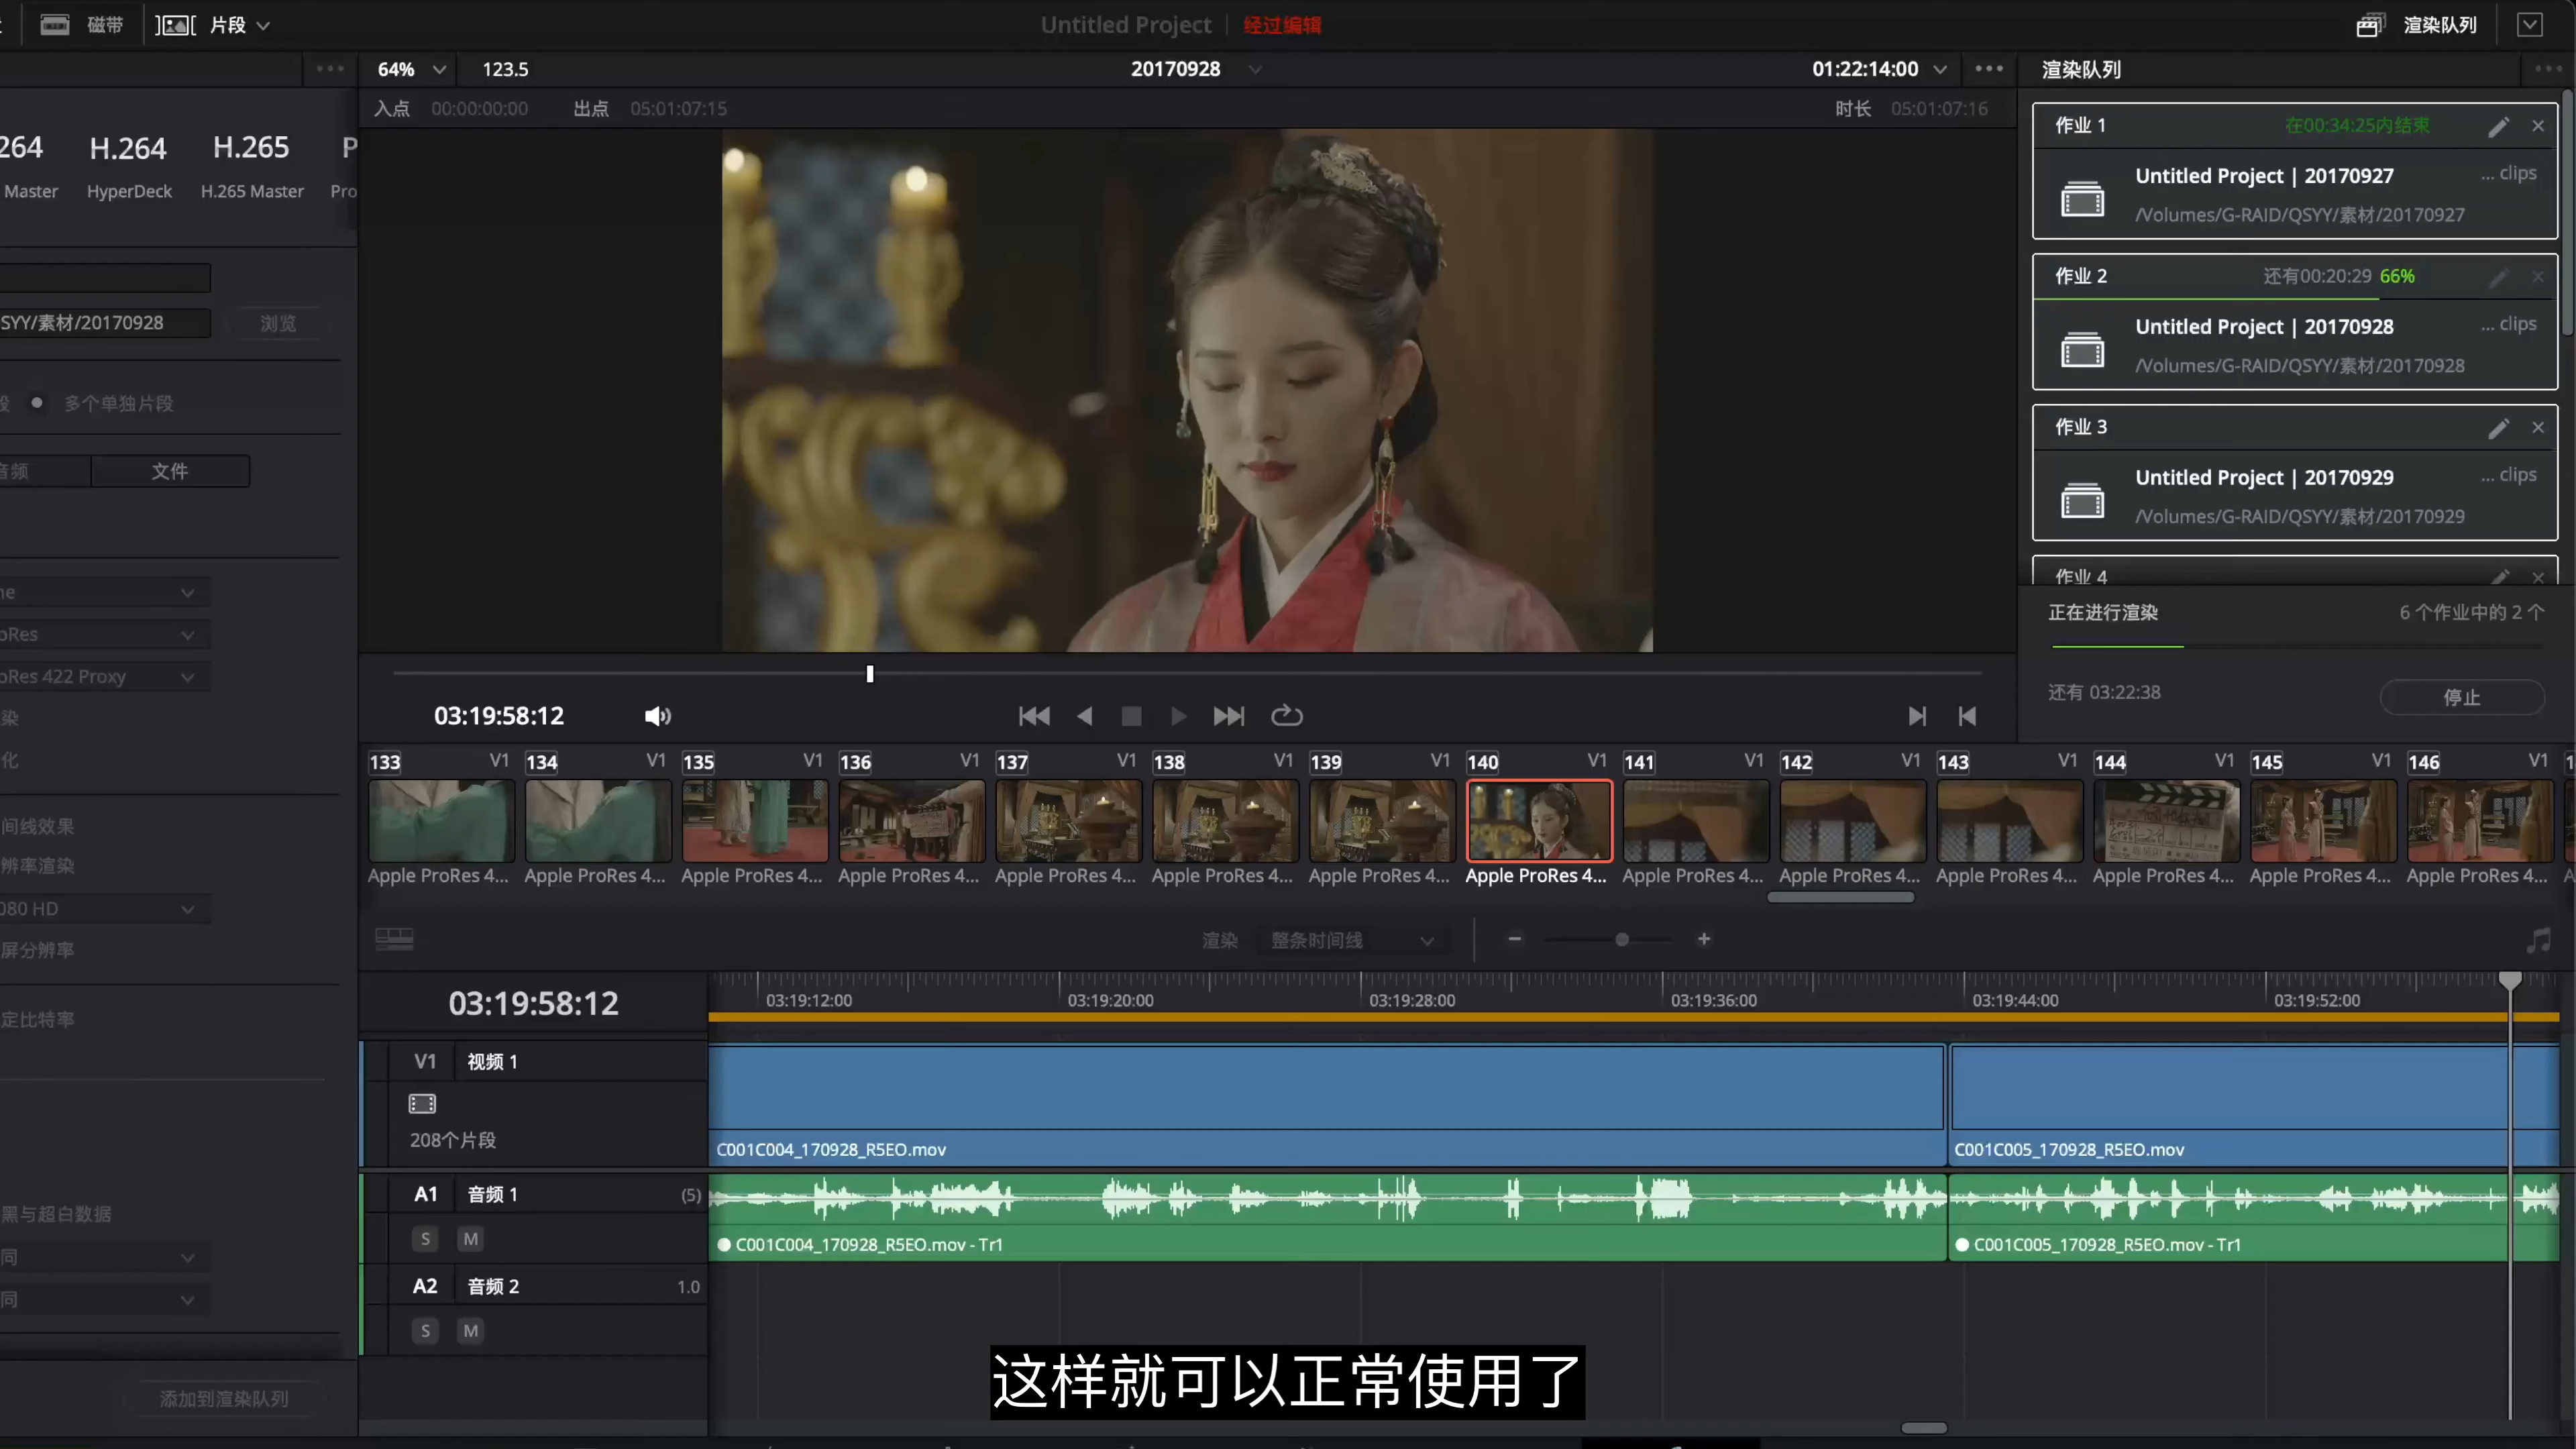 磁带
片段
Untitled Project
经过编辑
渲染队列
64%
123.5
20170928
01:22:14:00
渲染队列
入点 00:00:00:00
出点 05:01:07:15
时长 05:01:07:16
264
H.264
H.265
P
Master
HyperDeck
H.265 Master
Pro
SYY/素材/20170928
浏览
多个单独片段
音频
文件
ne
oRes
oRes 422 Proxy
染
化
间线效果
辨率渲染
080 HD
屏分辨率
定比特率
黑与超白数据
同
同
添加到渲染队列
作业 1
在00:34:25内结束
Untitled Project | 20170927
... clips
/Volumes/G-RAID/QSYY/素材/20170927
作业 2
还有00:20:29 66%
Untitled Project | 20170928
... clips
/Volumes/G-RAID/QSYY/素材/20170928
作业 3
Untitled Project | 20170929
... clips
/Volumes/G-RAID/QSYY/素材/20170929
作业 4
正在进行渲染
6 个作业中的 2 个
还有 03:22:38
停止
03:19:58:12
133 V1 134 V1 135 V1 136 V1 137 V1 138 V1 139 V1 140 V1 141 V1 142 V1 143 V1 144 V1 145 V1 146 V1
Apple ProRes 4... Apple ProRes 4... Apple ProRes 4... Apple ProRes 4... Apple ProRes 4... Apple ProRes 4... Apple ProRes 4... Apple ProRes 4... Apple ProRes 4... Apple ProRes 4... Apple ProRes 4... Apple ProRes 4... Apple ProRes 4... Apple ProRes 4...
渲染 整条时间线
03:19:58:12
03:19:12:00 03:19:20:00 03:19:28:00 03:19:36:00 03:19:44:00 03:19:52:00
V1 视频 1
208个片段
C001C004_170928_R5EO.mov
C001C005_170928_R5EO.mov
A1 音频 1 (5)
S M
C001C004_170928_R5EO.mov - Tr1
C001C005_170928_R5EO.mov - Tr1
A2 音频 2 1.0
S M
这样就可以正常使用了